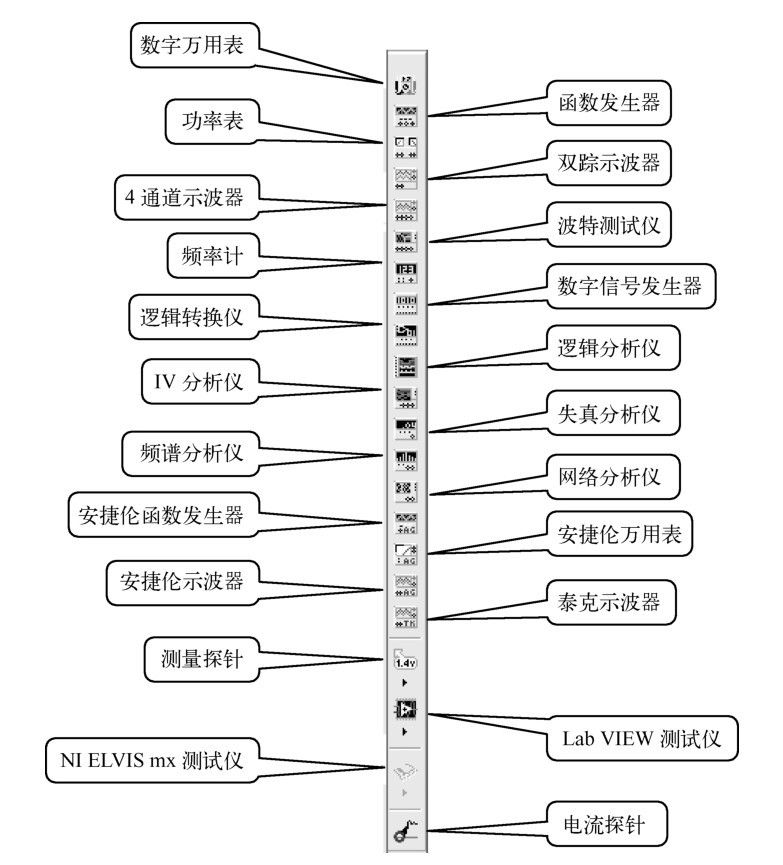 数字万用表
函数发生器
功率表
双踪示波器
4 通道示波器
波特测试仪
频率计
数字信号发生器
逻辑转换仪
逻辑分析仪
IV 分析仪
失真分析仪
频谱分析仪
网络分析仪
安捷伦函数发生器
安捷伦万用表
安捷伦示波器
泰克示波器
测量探针
1.4v
Lab VIEW 测试仪
NI ELVIS mx 测试仪
电流探针